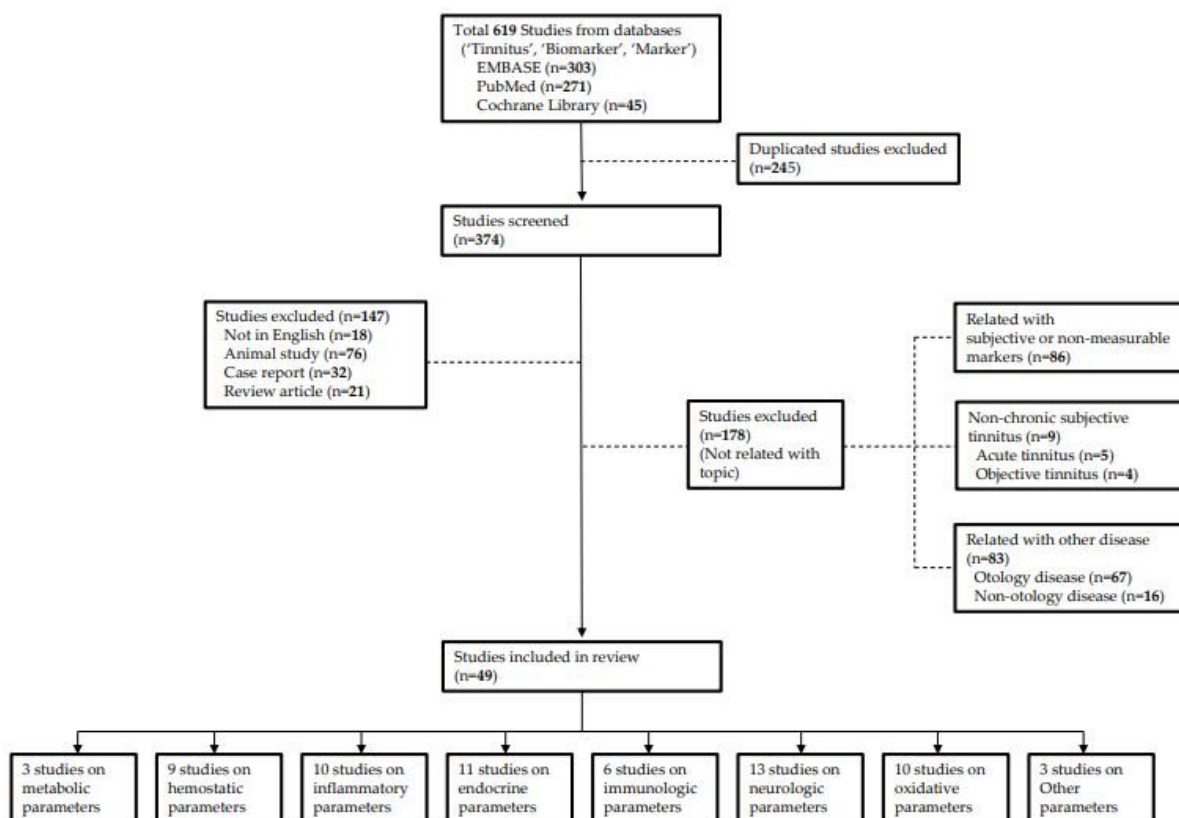 Total 619 Studies from databases
('Tinnitus', 'Biomarker', 'Marker')
EMBASE (n=303)
PubMed (n=271)
Cochrane Library (n=45)
Duplicated studies excluded
(n=245)
Studies screened
(n=374)
Studies excluded (n=147)
Not in English (n=18)
Animal study (n=76)
Case report (n=32)
Review article (n=21)
Studies excluded
(n=178)
(Not related with
topic)
Related with
subjective or non-measurable
markers (n=86)
Non-chronic subjective
tinnitus (n=9)
Acute tinnitus (n=5)
Objective tinnitus (n=4)
Related with other disease
(n=83)
Otology disease (n=67)
Non-otology disease (n=16)
Studies included in review
(n=49)
3 studies on
metabolic
parameters
9 studies on
hemostatic
parameters
10 studies on
inflammatory
parameters
11 studies on
endocrine
parameters
6 studies on
immunologic
parameters
13 studies on
neurologic
parameters
10 studies on
oxidative
parameters
3 studies on
Other
parameters